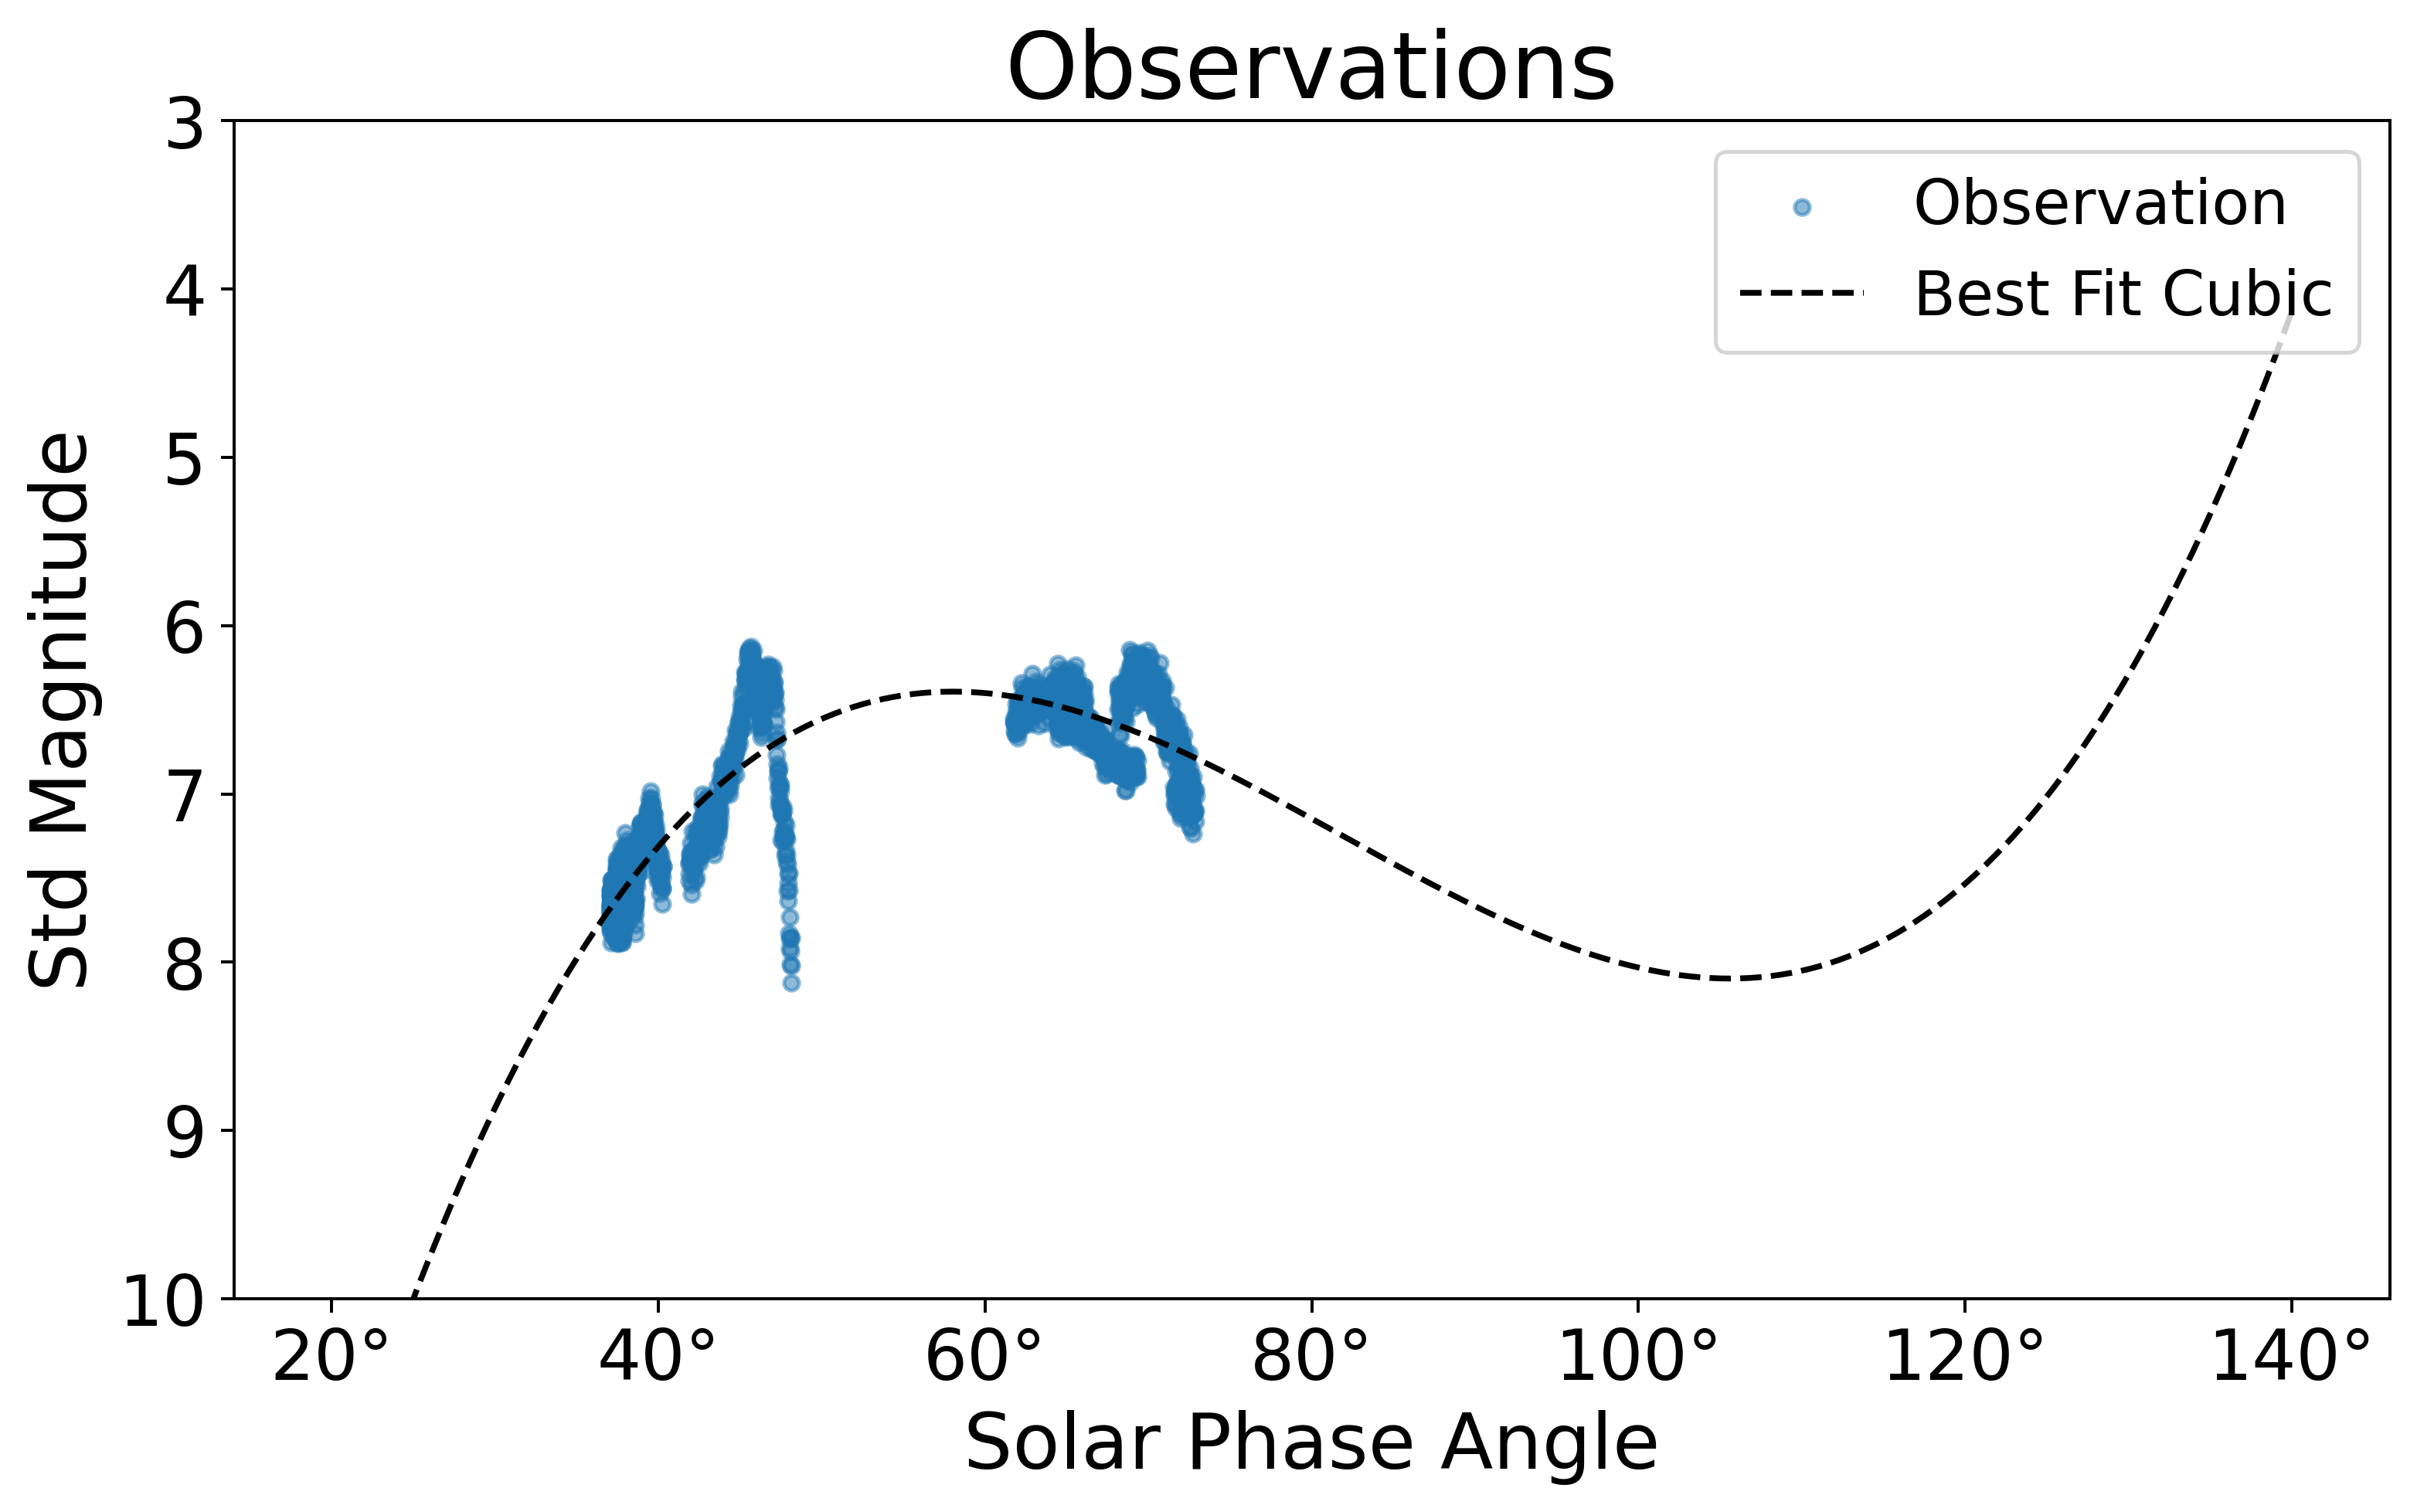 Observations
3
4
5
6
7
8
9
10
Std Magnitude
Observation
Best Fit Cubic
20° 40° 60° 80° 100° 120° 140°
Solar Phase Angle